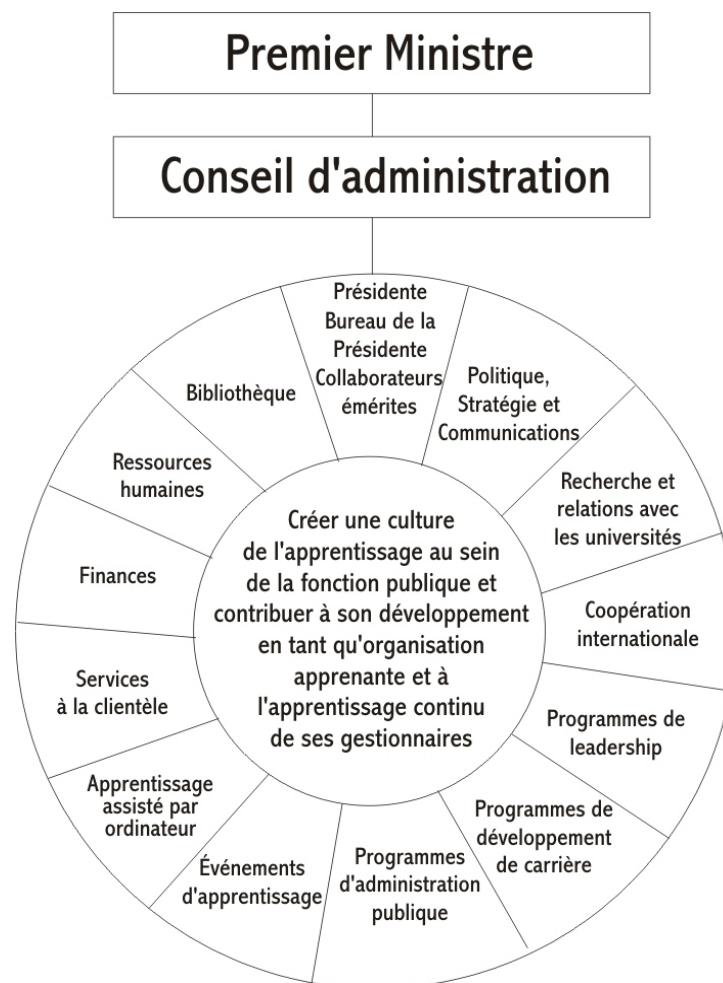 Premier Ministre
Conseil d'administration
Présidente
Bureau de la
Présidente
Collaborateurs
émérites
Politique,
Stratégie et
Communications
Recherche et
relations avec
les universités
Coopération
internationale
Programmes de
leadership
Programmes de
développement
de carrière
Programmes
d'administration
publique
Événements
d'apprentissage
Apprentissage
assisté par
ordinateur
Services
à la clientèle
Finances
Ressources
humaines
Bibliothèque
Créer une culture
de l'apprentissage au sein
de la fonction publique et
contribuer à son développement
en tant qu'organisation
apprenante et à
l'apprentissage continu
de ses gestionnaires